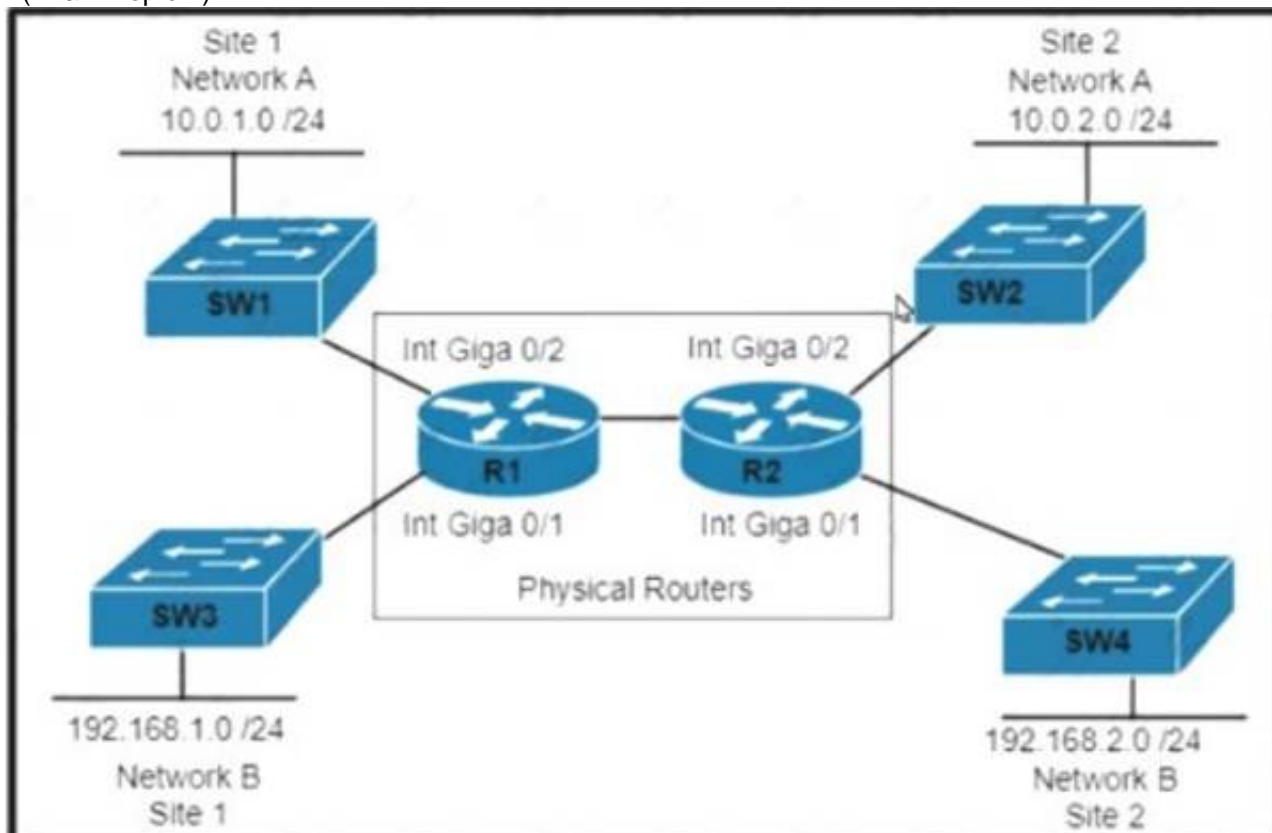 Site 1
Network A
10.0.1.0 /24
Site 2
Network A
10.0.2.0 /24
SW1
SW2
Int Giga 0/2
Int Giga 0/2
R1
R2
Int Giga 0/1
Int Giga 0/1
Physical Routers
SW3
SW4
192.168.1.0 /24
Network B
Site 1
192.168.2.0 /24
Network B
Site 2